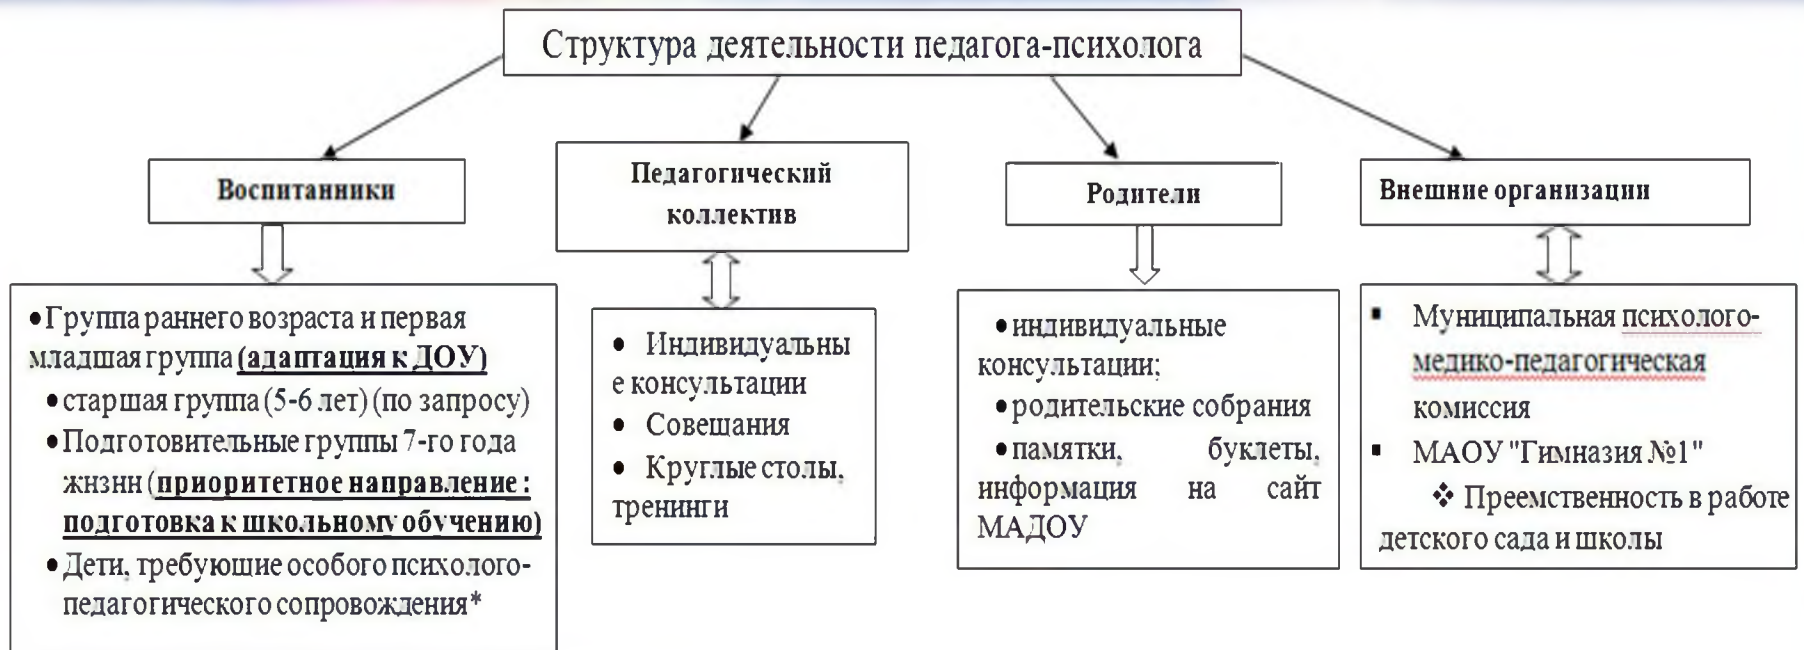 Структура деятельности педагога-психолога
Воспитанники
•Группа раннего возраста и первая
младшая группа (адаптация к ДОУ)
•старшая группа (5-6 лет) (по запросу)
•Подготовительные группы 7-го года
жизни (приоритетное направление:
подготовка к школьному обучению)
•Дети, требующие особого психолого-
педагогического сопровождения*
Педагогический
коллектив
• Индивидуальны
е консультации
• Совещания
• Круглые столы,
тренинги
Родители
•индивидуальные
консультации;
•родительские собрания
•памятки, буклеты,
информация на сайт
МАДОУ
Внешние организации
▪ Муниципальная психолого-
медико-педагогическая
комиссия
▪ МАОУ "Гимназия №1"
❖ Преемственность в работе
детского сада и школы